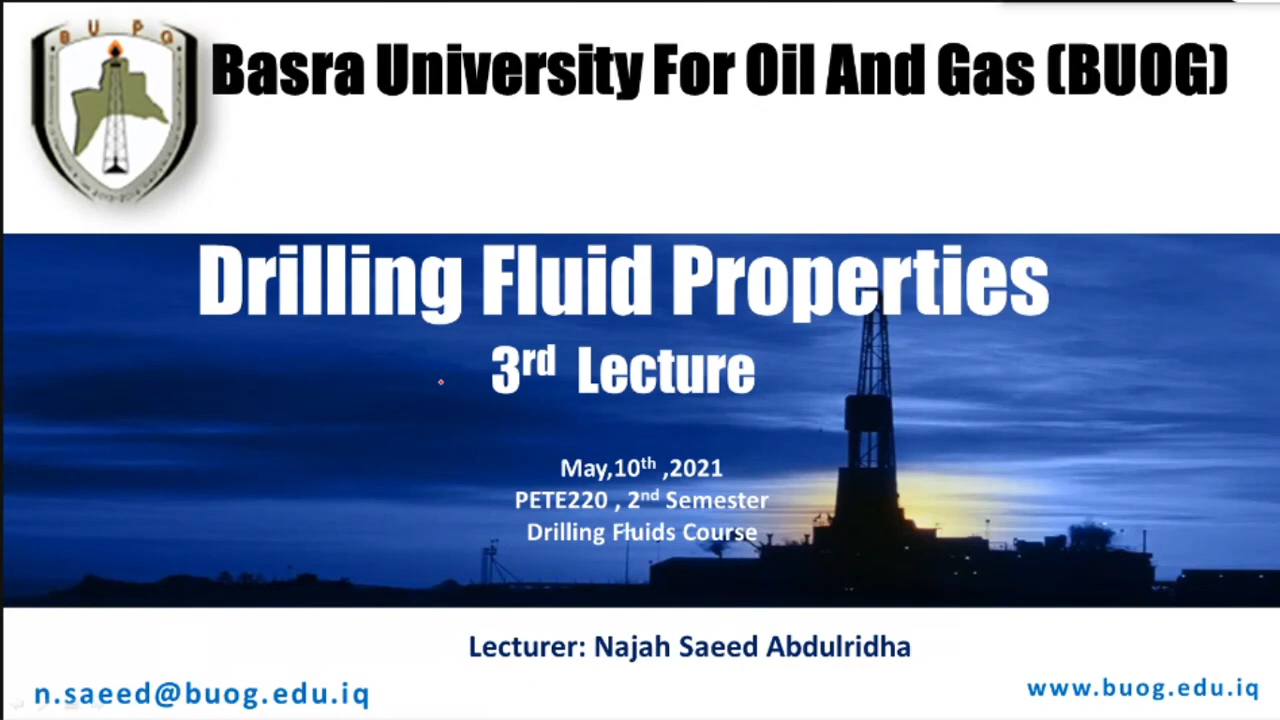 B U P G
Basra University For Oil And Gas (BUOG)
Drilling Fluid Properties
3rd Lecture
May,10th ,2021
PETE220 , 2nd Semester
Drilling Fluids Course
Lecturer: Najah Saeed Abdulridha
n.saeed@buog.edu.iq
www.buog.edu.iq